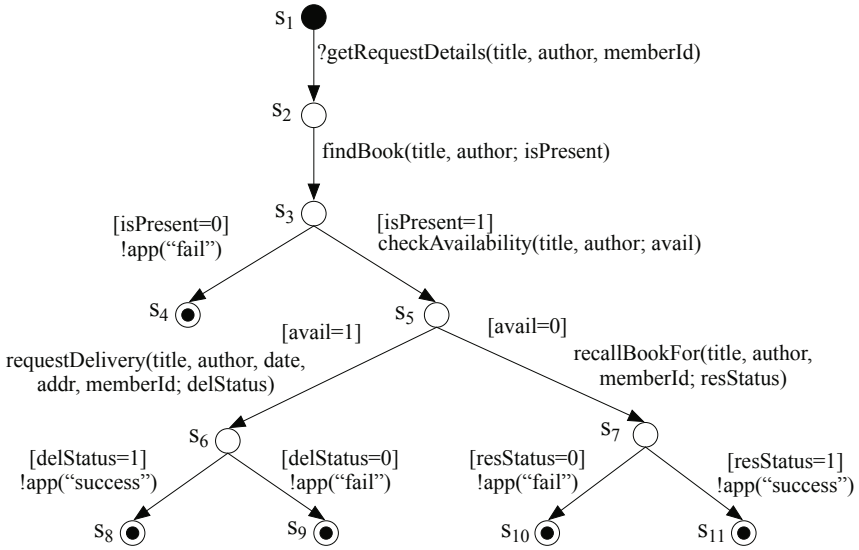 s1
?getRequestDetails(title, author, memberId)
s2
findBook(title, author; isPresent)
s3
[isPresent=0]
!app(“fail”)
[isPresent=1]
checkAvailability(title, author; avail)
s4
s5
[avail=1]
requestDelivery(title, author, date,
addr, memberId; delStatus)
[avail=0]
recallBookFor(title, author,
memberId; resStatus)
s6
s7
[delStatus=1]
!app(“success”)
[delStatus=0]
!app(“fail”)
[resStatus=0]
!app(“fail”)
[resStatus=1]
!app(“success”)
s8
s9
s10
s11